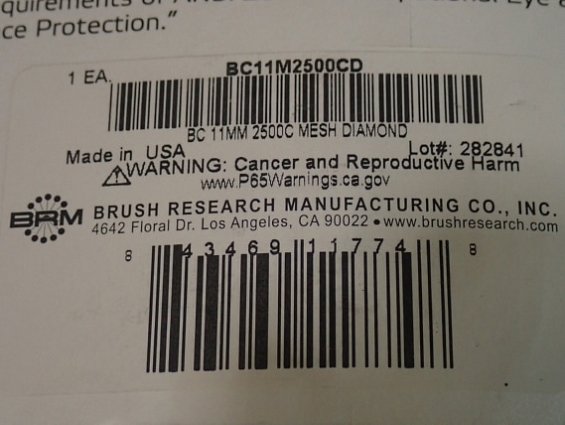 ce Protection."
BC11M2500CD
1 EA.
BC 11MM 2500C MESH DIAMOND
Made in USA Lot#: 282841
WARNING: Cancer and Reproductive Harm
www.P65Warnings.ca.gov
BRM BRUSH RESEARCH MANUFACTURING CO., INC.
4642 Floral Dr. Los Angeles, CA 90022 • www.brushresearch.com
8 43469 11774 8